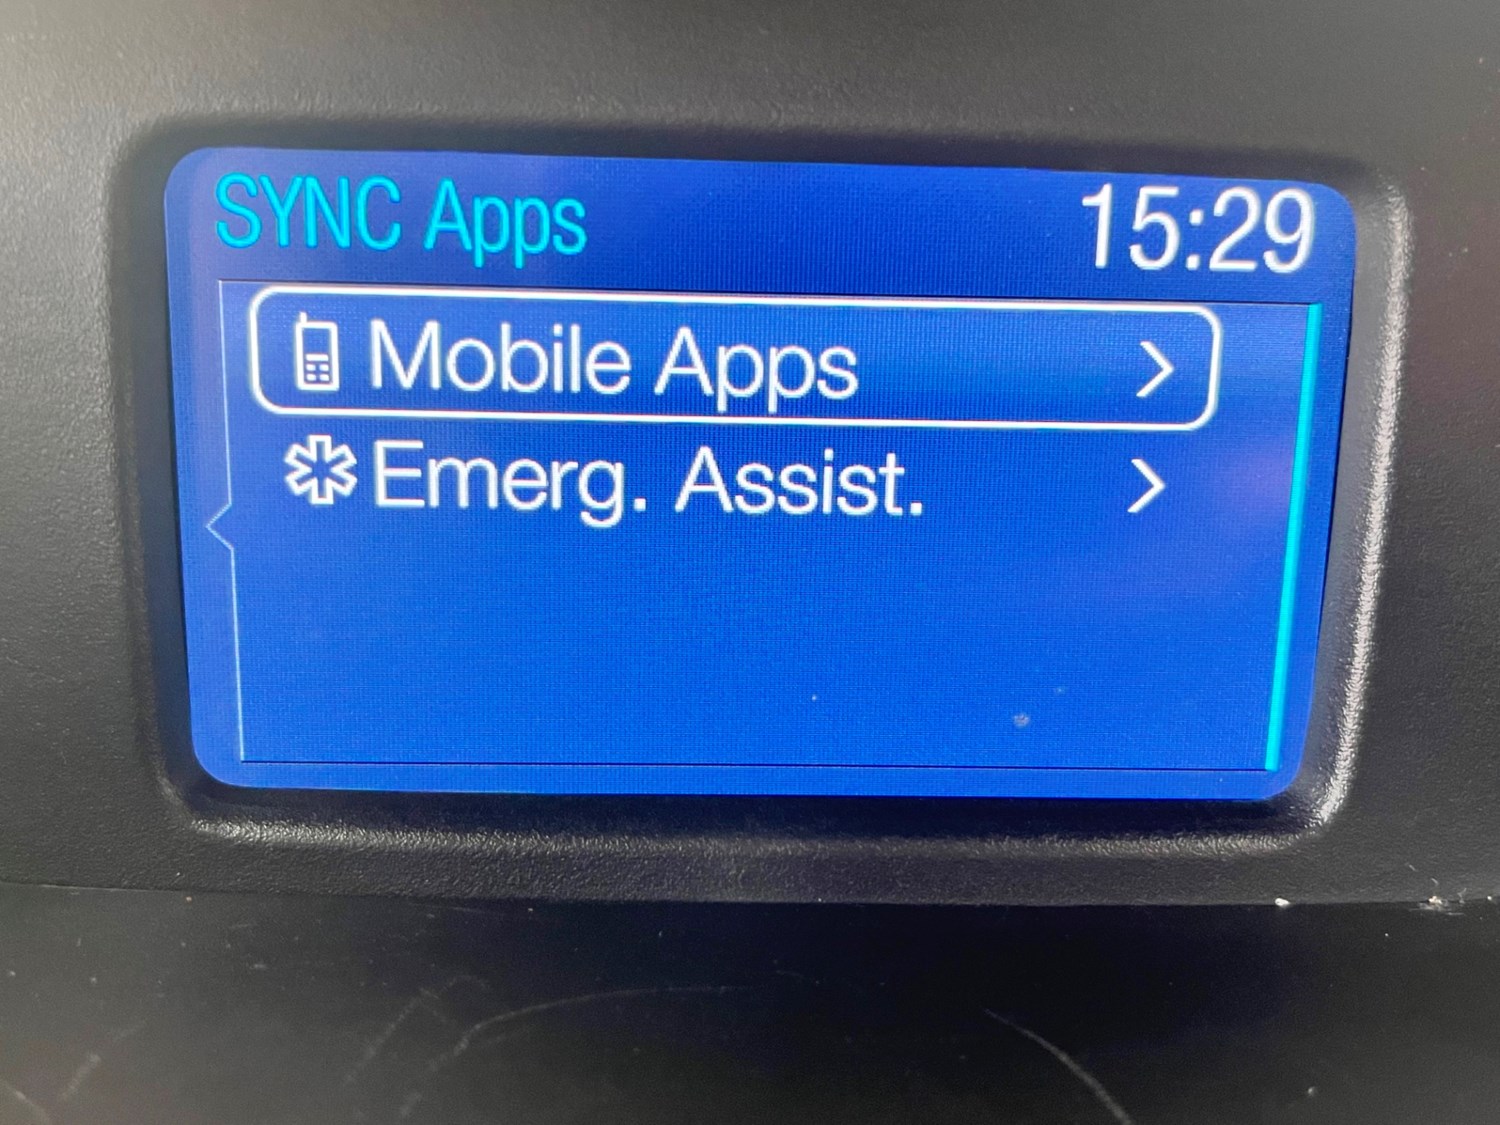 SYNC Apps 15:29
Mobile Apps
Emerg. Assist.